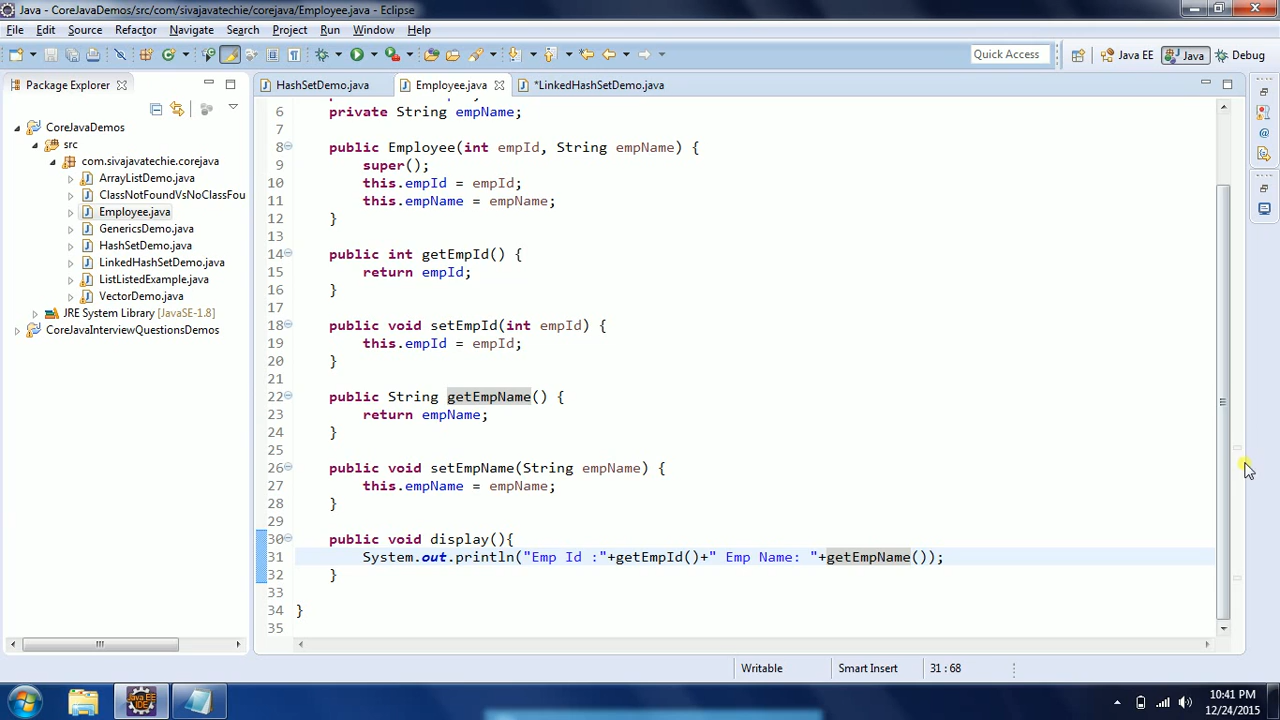 Java - CoreJavaDemos/src/com/sivajavatechie/corejava/Employee.java - Eclipse
File Edit Source Refactor Navigate Search Project Run Window Help
Quick Access Java EE Java Debug
Package Explorer
HashSetDemo.java Employee.java *LinkedHashSetDemo.java
CoreJavaDemos
src
com.sivajavatechie.corejava
ArrayListDemo.java
ClassNotFoundVsNoClassFou
Employee.java
GenericsDemo.java
HashSetDemo.java
LinkedHashSetDemo.java
ListListedExample.java
VectorDemo.java
JRE System Library [JavaSE-1.8]
CoreJavaInterviewQuestionsDemos
6 private String empName;
7
8 public Employee(int empId, String empName) {
9 super();
10 this.empId = empId;
11 this.empName = empName;
12 }
13
14 public int getEmpId() {
15 return empId;
16 }
17
18 public void setEmpId(int empId) {
19 this.empId = empId;
20 }
21
22 public String getEmpName() {
23 return empName;
24 }
25
26 public void setEmpName(String empName) {
27 this.empName = empName;
28 }
29
30 public void display(){
31 System.out.println("Emp Id :"+getEmpId()+" Emp Name: "+getEmpName());
32 }
33
34 }
35
Writable Smart Insert 31 : 68
Java EE
IDE
10:41 PM
12/24/2015